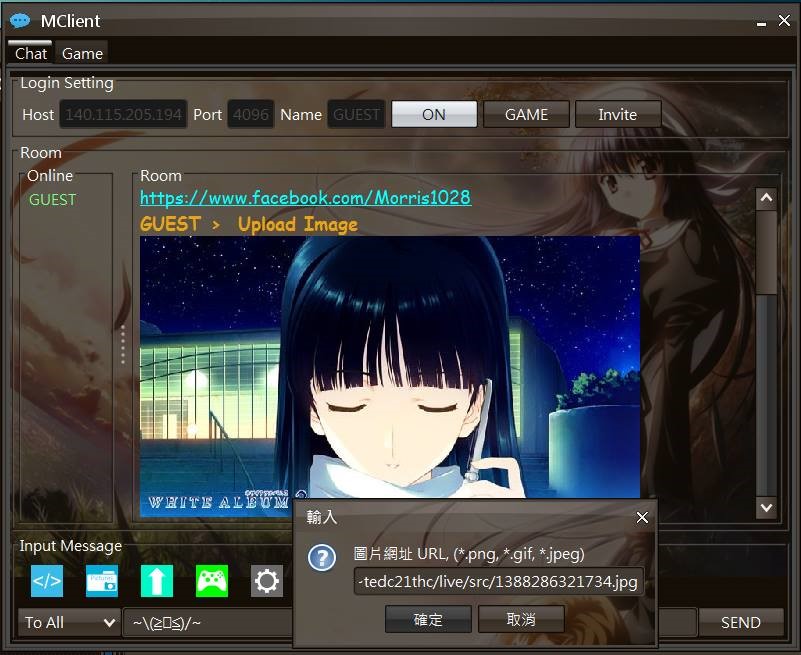 MClient
Chat Game
Login Setting
Host 140.115.205.194 Port 4096 Name GUEST ON GAME Invite
Room
Online
GUEST
Room
https://www.facebook.com/Morris1028
GUEST > Upload Image
WHITE ALBUM 2
輸入
圖片網址 URL, (*.png, *.gif, *.jpeg)
-tedc21thc/live/src/1388286321734.jpg
確定 取消
Input Message
</>
Pictures
To All ~\(≧▯≦)/~ SEND